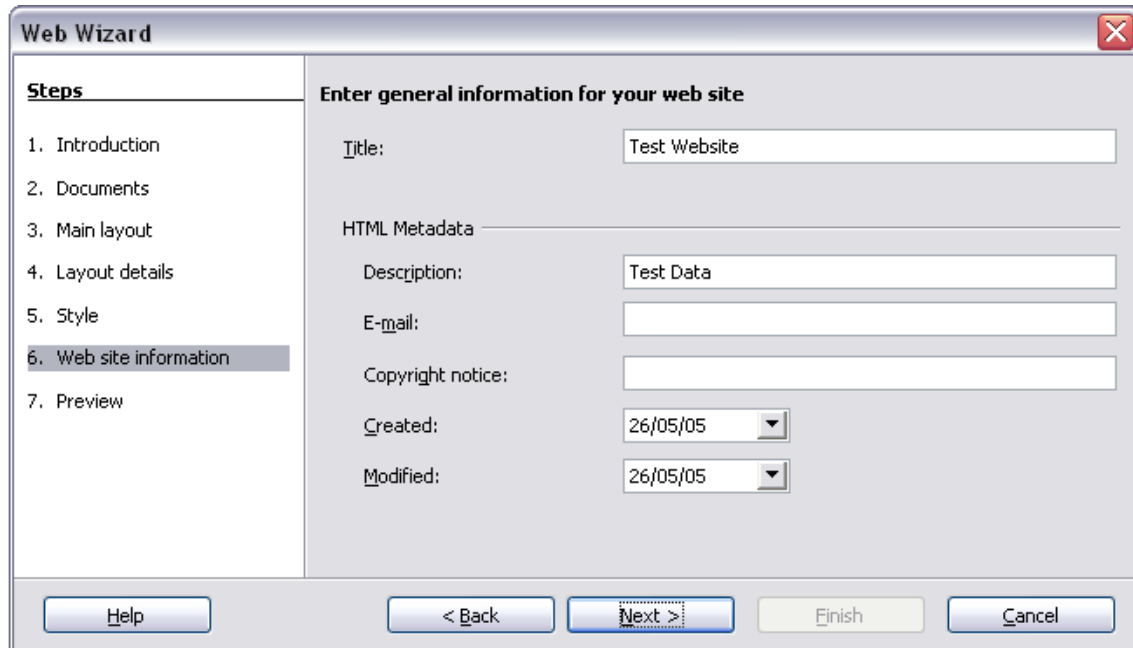 Web Wizard
Steps
1. Introduction
2. Documents
3. Main layout
4. Layout details
5. Style
6. Web site information
7. Preview
Enter general information for your web site
Title: Test Website
HTML Metadata
Description: Test Data
E-mail:
Copyright notice:
Created: 26/05/05
Modified: 26/05/05
Help < Back Next > Finish Cancel